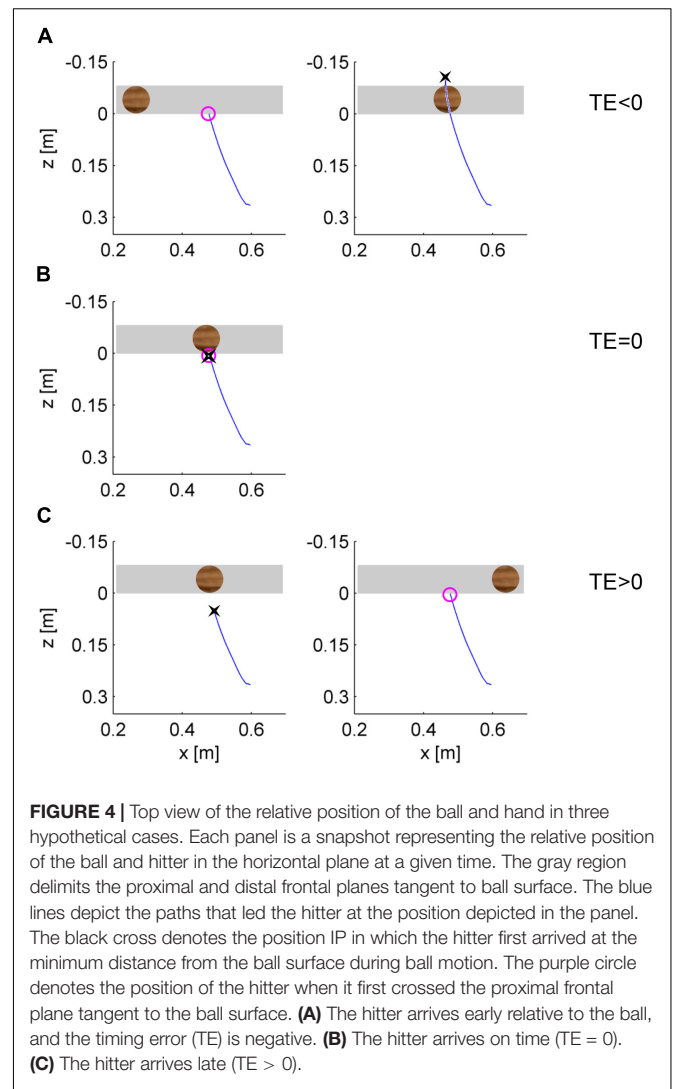 A
-0.15
0
0.15
0.3
z [m]
0.2 0.4 0.6
0.2 0.4 0.6
TE<0
B
-0.15
0
0.15
0.3
z [m]
0.2 0.4 0.6
TE=0
C
-0.15
0
0.15
0.3
z [m]
0.2 0.4 0.6
x [m]
-0.15
0
0.15
0.3
0.2 0.4 0.6
x [m]
TE>0
FIGURE 4 | Top view of the relative position of the ball and hand in three
hypothetical cases. Each panel is a snapshot representing the relative position
of the ball and hitter in the horizontal plane at a given time. The gray region
delimits the proximal and distal frontal planes tangent to ball surface. The blue
lines depict the paths that led the hitter at the position depicted in the panel.
The black cross denotes the position IP in which the hitter first arrived at the
minimum distance from the ball surface during ball motion. The purple circle
denotes the position of the hitter when it first crossed the proximal frontal
plane tangent to the ball surface. (A) The hitter arrives early relative to the ball,
and the timing error (TE) is negative. (B) The hitter arrives on time (TE = 0).
(C) The hitter arrives late (TE > 0).